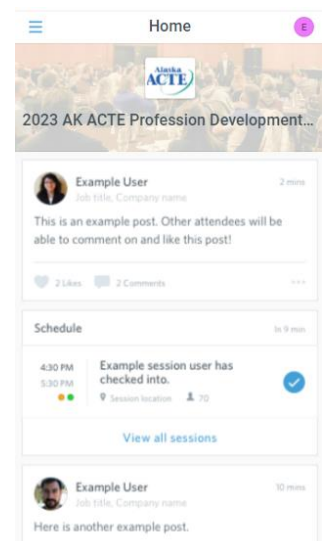 Home
E
Alaska
ACTE
2023 AK ACTE Profession Development...
Example User
2 mins
Job title, Company name
This is an example post. Other attendees will be
able to comment on and like this post!
2 Likes
2 Comments
Schedule
In 9 min
4:30 PM
5:30 PM
Example session user has
checked into.
Session location
70
View all sessions
Example User
10 mins
Job title, Company name
Here is another example post.